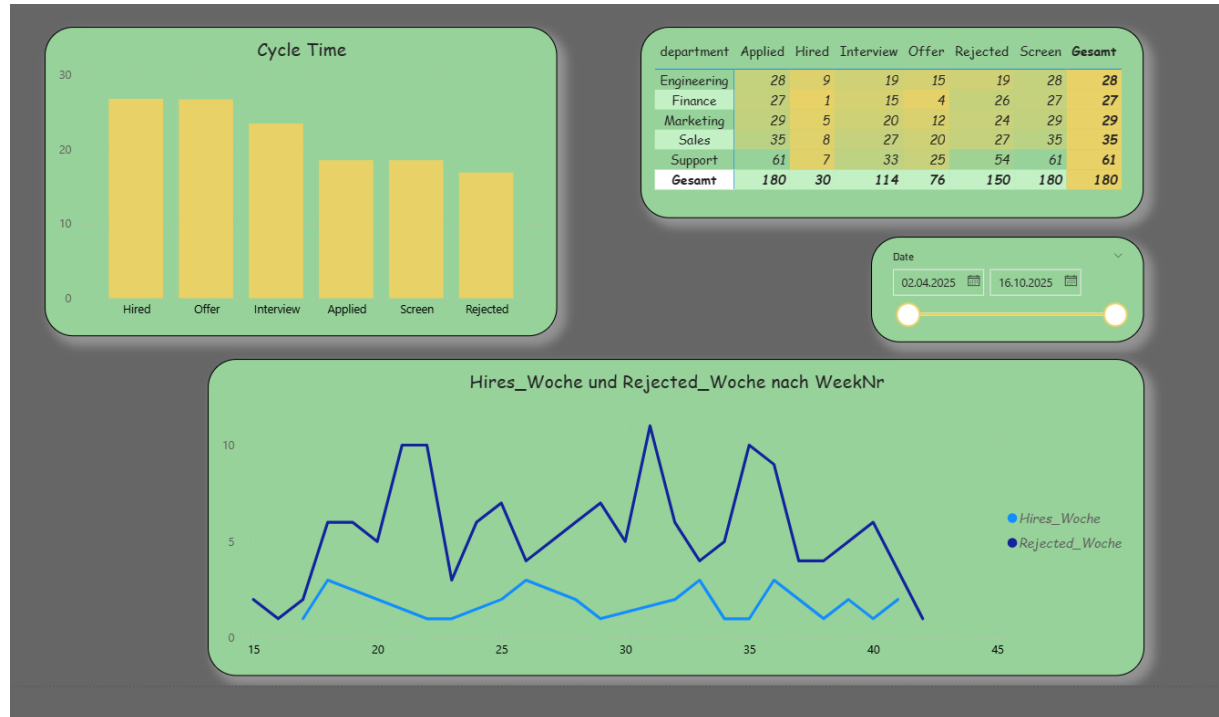 Cycle Time
30
20
10
0
Hired Offer Interview Applied Screen Rejected
department Applied Hired Interview Offer Rejected Screen Gesamt
Engineering 28 9 19 15 19 28 28
Finance 27 1 15 4 26 27 27
Marketing 29 5 20 12 24 29 29
Sales 35 8 27 20 27 35 35
Support 61 7 33 25 54 61 61
Gesamt 180 30 114 76 150 180 180
Date
02.04.2025 16.10.2025
Hires_Woche und Rejected_Woche nach WeekNr
10
5
0
15 20 25 30 35 40 45
Hires_Woche
Rejected_Woche